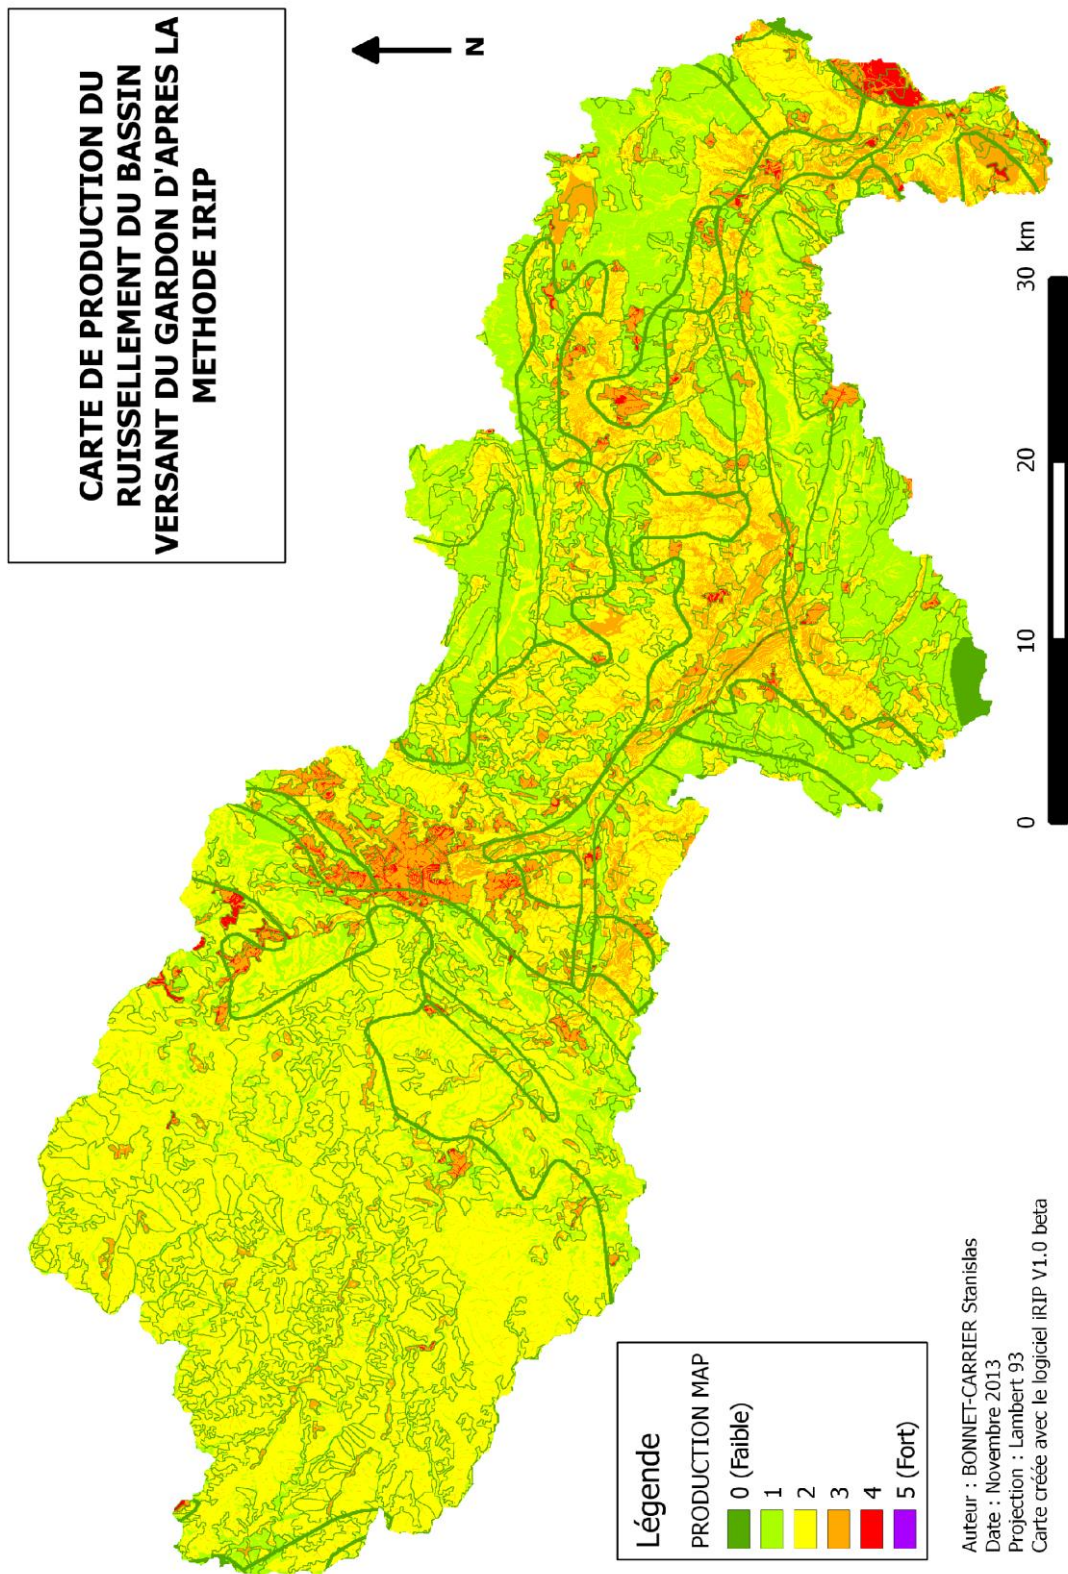 CARTE DE PRODUCTION DU
RUISSELLEMENT DU BASSIN
VERSANT DU GARDON D'APRES LA
METHODE IRIP
N
Légende
PRODUCTION MAP
0 (Faible)
1
2
3
4
5 (Fort)
0 10 20 30 km
Auteur : BONNET-CARRIER Stanislas
Date : Novembre 2013
Projection : Lambert 93
Carte créée avec le logiciel iRIP V1.0 beta